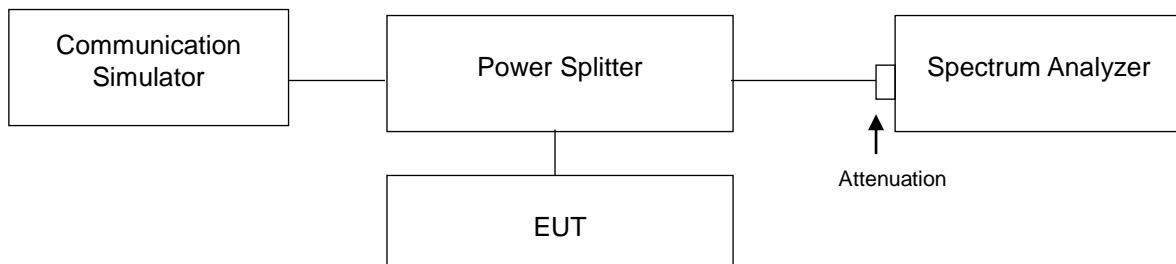 Communication
Simulator
Power Splitter
Spectrum Analyzer
Attenuation
EUT